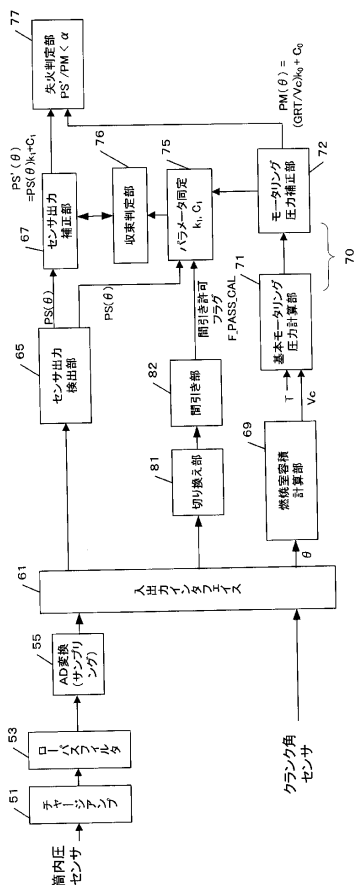 筒内圧
センサ
51
チャージアンプ
53
ローパスフィルタ
55
AD変換
(サンプリ
ング)
61
入出力インタフェイス
クランク角
センサ
65
センサ出力
検出部
PS(θ)
PS(θ)
67
センサ出力
補正部
PS'(θ)
=PS(θ)k₁+C₁
77
失火判定部
PS'/PM < α
76
収束判定部
75
パラメータ同定
k₁, C₁
81
切り換え部
82
間引き部
間引き許可
フラグ
F_PASS_CAL
θ
69
燃焼室容積
計算部
T
Vc
71
基本モータリング
圧力計算部
70
72
モータリング
圧力補正部
PM(θ) =
(GRT/Vc)k₀ + C₀